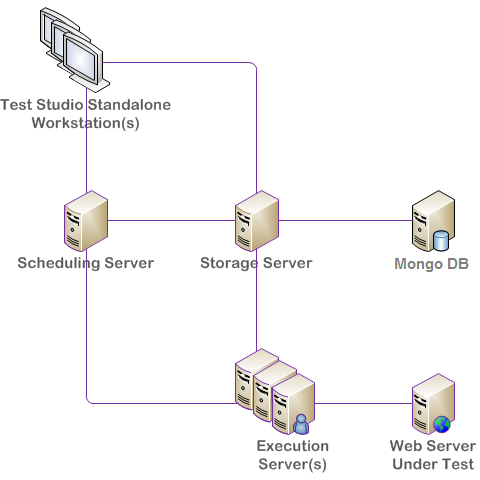 Test Studio Standalone
Workstation(s)
Scheduling Server
Storage Server
Mongo DB
Execution
Server(s)
Web Server
Under Test